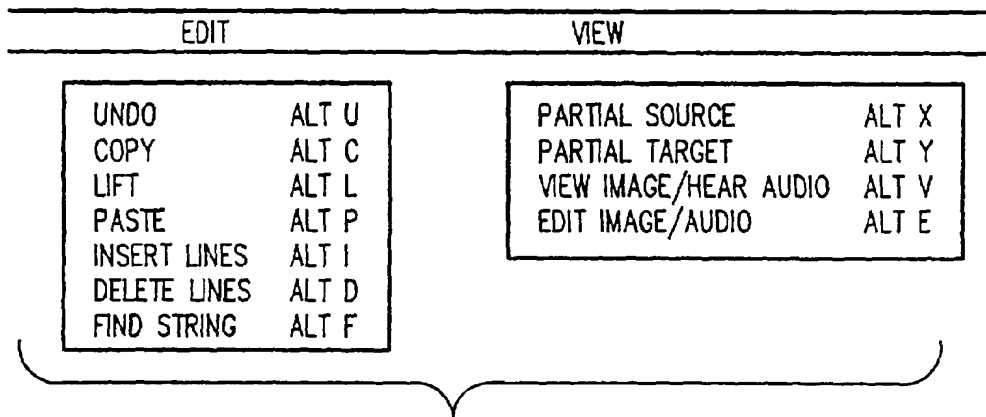 EDIT VIEW
UNDO ALT U
COPY ALT C
LIFT ALT L
PASTE ALT P
INSERT LINES ALT I
DELETE LINES ALT D
FIND STRING ALT F
PARTIAL SOURCE ALT X
PARTIAL TARGET ALT Y
VIEW IMAGE/HEAR AUDIO ALT V
EDIT IMAGE/AUDIO ALT E